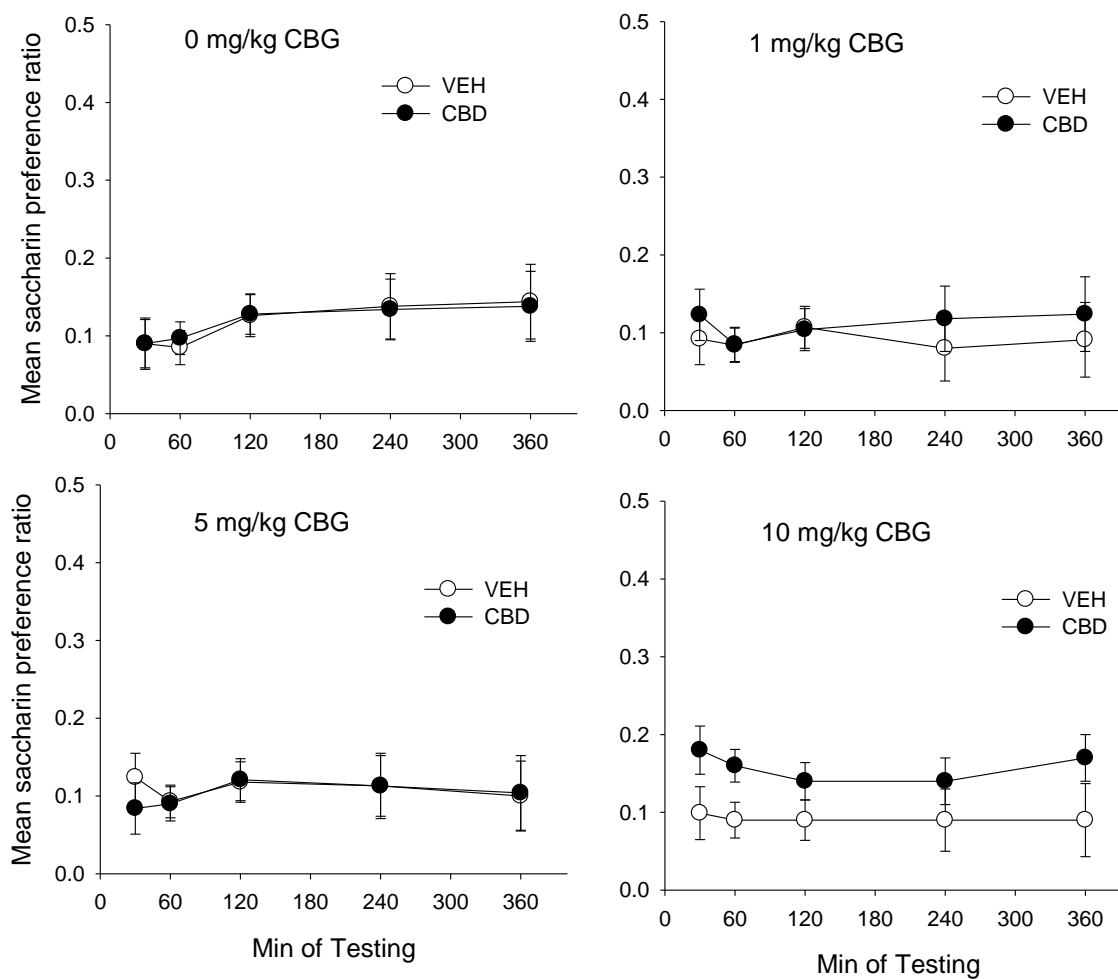 Mean saccharin preference ratio
0.5
0.4
0.3
0.2
0.1
0.0
0 mg/kg CBG
VEH
CBD
0 60 120 180 240 300 360
0.5
0.4
0.3
0.2
0.1
0.0
1 mg/kg CBG
VEH
CBD
0 60 120 180 240 300 360
Mean saccharin preference ratio
0.5
0.4
0.3
0.2
0.1
0.0
5 mg/kg CBG
VEH
CBD
0 60 120 180 240 300 360
Min of Testing
0.5
0.4
0.3
0.2
0.1
0.0
10 mg/kg CBG
VEH
CBD
0 60 120 180 240 300 360
Min of Testing